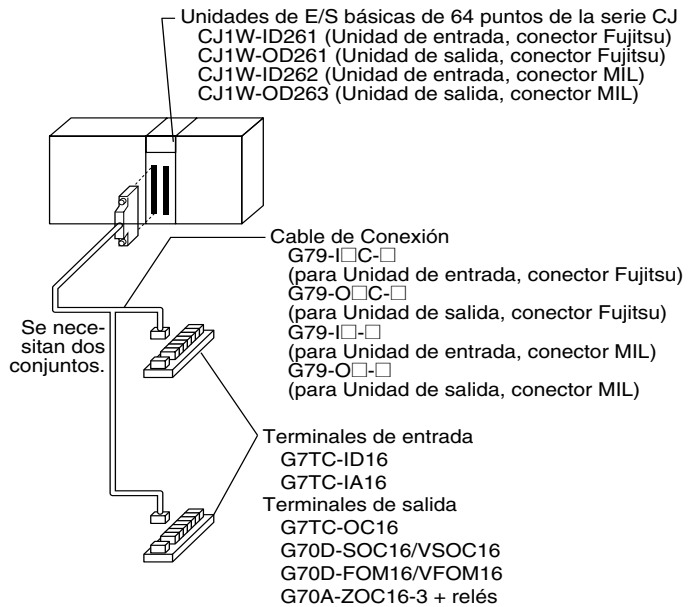 Unidades de E/S básicas de 64 puntos de la serie CJ
CJ1W-ID261 (Unidad de entrada, conector Fujitsu)
CJ1W-OD261 (Unidad de salida, conector Fujitsu)
CJ1W-ID262 (Unidad de entrada, conector MIL)
CJ1W-OD263 (Unidad de salida, conector MIL)
Cable de Conexión
G79-I□C-□
(para Unidad de entrada, conector Fujitsu)
G79-O□C-□
(para Unidad de salida, conector Fujitsu)
G79-I□-□
(para Unidad de entrada, conector MIL)
G79-O□-□
(para Unidad de salida, conector MIL)
Se nece-
sitan dos
conjuntos.
Terminales de entrada
G7TC-ID16
G7TC-IA16
Terminales de salida
G7TC-OC16
G70D-SOC16/VSOC16
G70D-FOM16/VFOM16
G70A-ZOC16-3 + relés